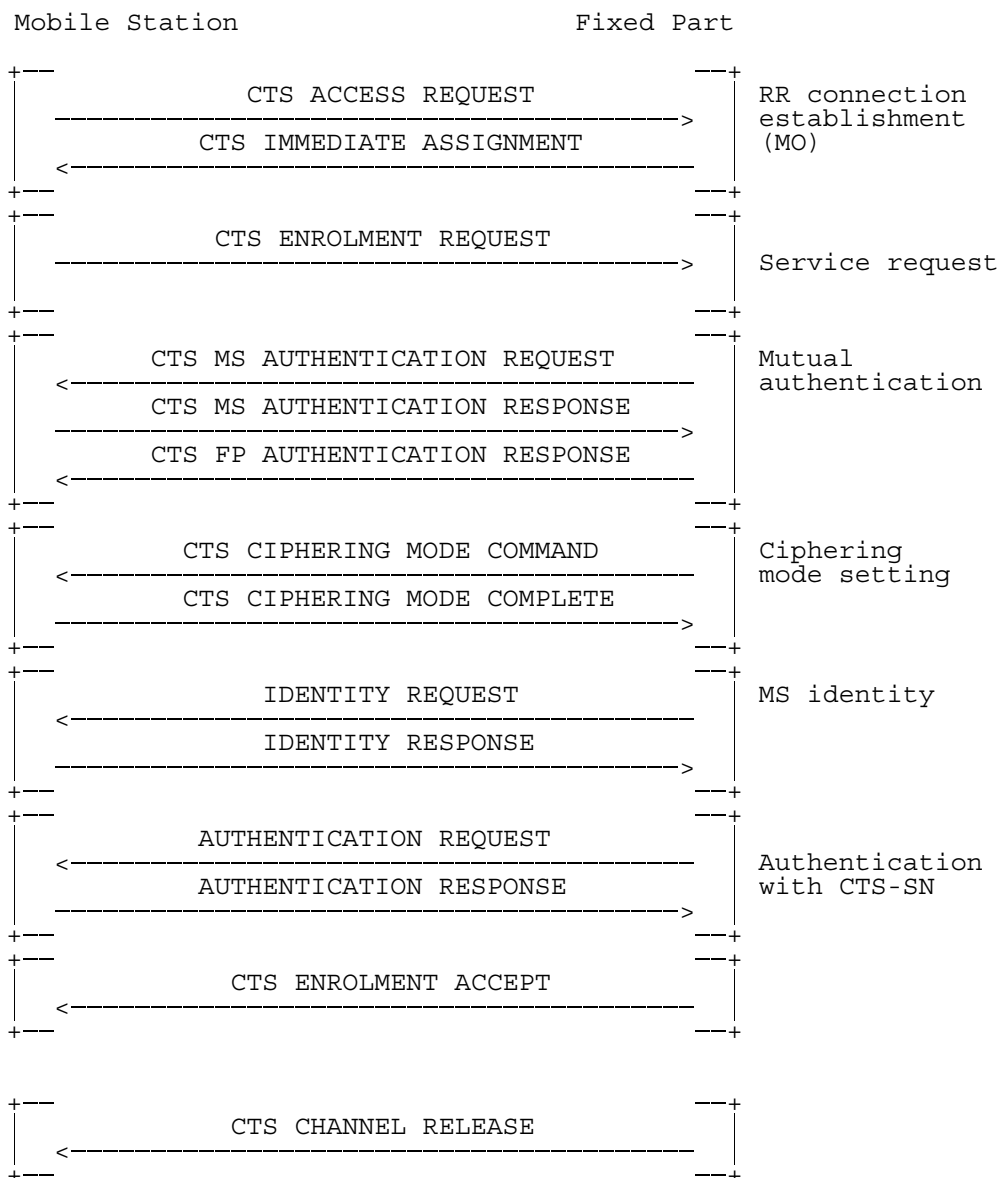 Mobile Station Fixed Part
CTS ACCESS REQUEST RR connection
establishment
CTS IMMEDIATE ASSIGNMENT (MO)
CTS ENROLMENT REQUEST
Service request
CTS MS AUTHENTICATION REQUEST Mutual
authentication
CTS MS AUTHENTICATION RESPONSE
CTS FP AUTHENTICATION RESPONSE
CTS CIPHERING MODE COMMAND Ciphering
mode setting
CTS CIPHERING MODE COMPLETE
IDENTITY REQUEST MS identity
IDENTITY RESPONSE
AUTHENTICATION REQUEST
Authentication
AUTHENTICATION RESPONSE with CTS-SN
CTS ENROLMENT ACCEPT
CTS CHANNEL RELEASE